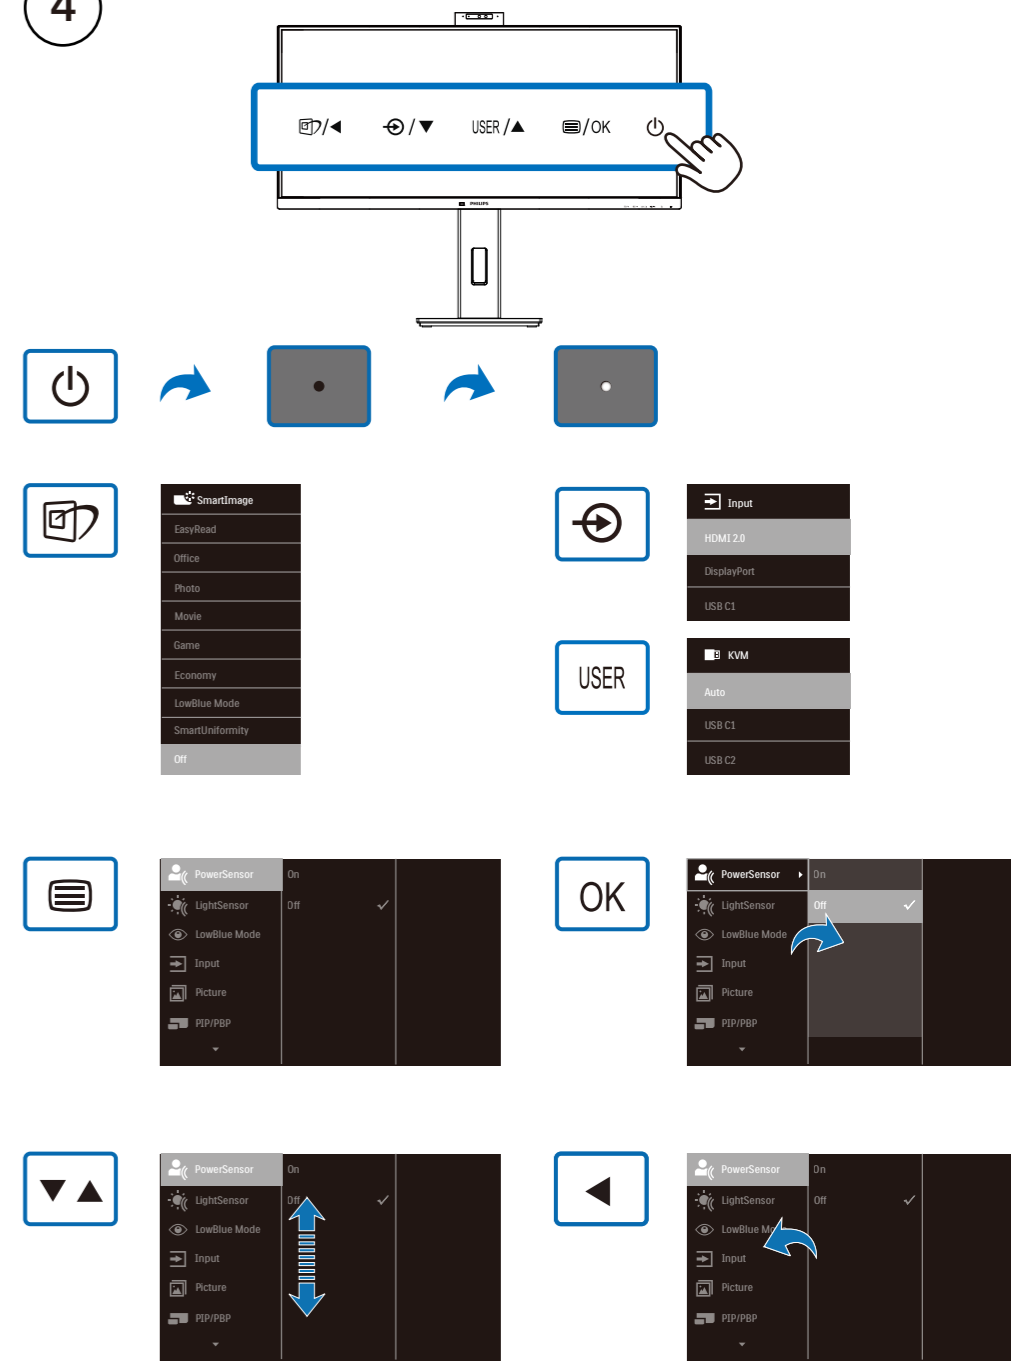 4
/◀ /▼ USER /▲ /OK
PHILIPS
SmartImage
EasyRead
Office
Photo
Movie
Game
Economy
LowBlue Mode
SmartUniformity
Off
Input
HDMI 2.0
DisplayPort
USB C1
USER
KVM
Auto
USB C1
USB C2
PowerSensor On
LightSensor Off ✓
LowBlue Mode
Input
Picture
PIP/PBP
OK
PowerSensor On
LightSensor Off ✓
LowBlue Mode
Input
Picture
PIP/PBP
▼ ▲
PowerSensor On
LightSensor Off ✓
LowBlue Mode
Input
Picture
PIP/PBP
◀
PowerSensor On
LightSensor Off ✓
LowBlue
Input
Picture
PIP/PBP